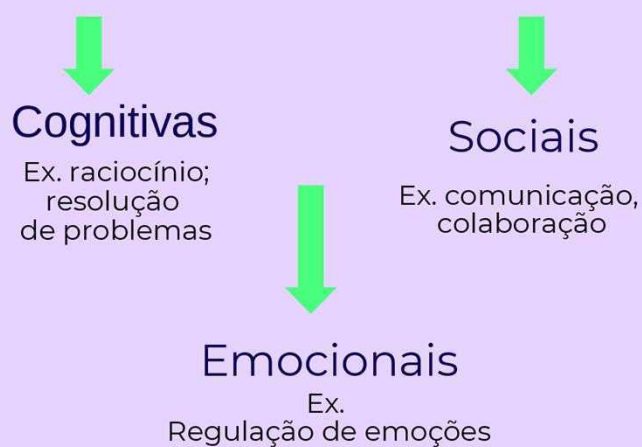 Cognitivas
Ex. raciocínio;
resolução
de problemas
Sociais
Ex. comunicação,
colaboração
Emocionais
Ex.
Regulação de emoções